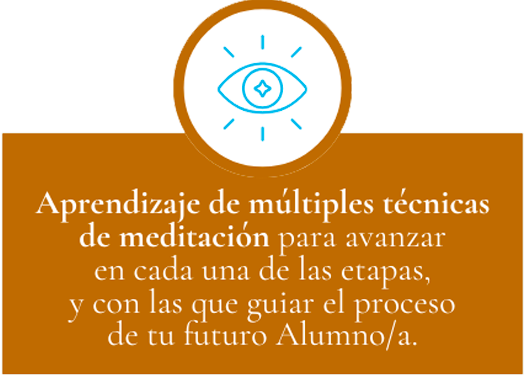 Aprendizaje de múltiples técnicas
de meditación para avanzar
en cada una de las etapas,
y con las que guiar el proceso
de tu futuro Alumno/a.